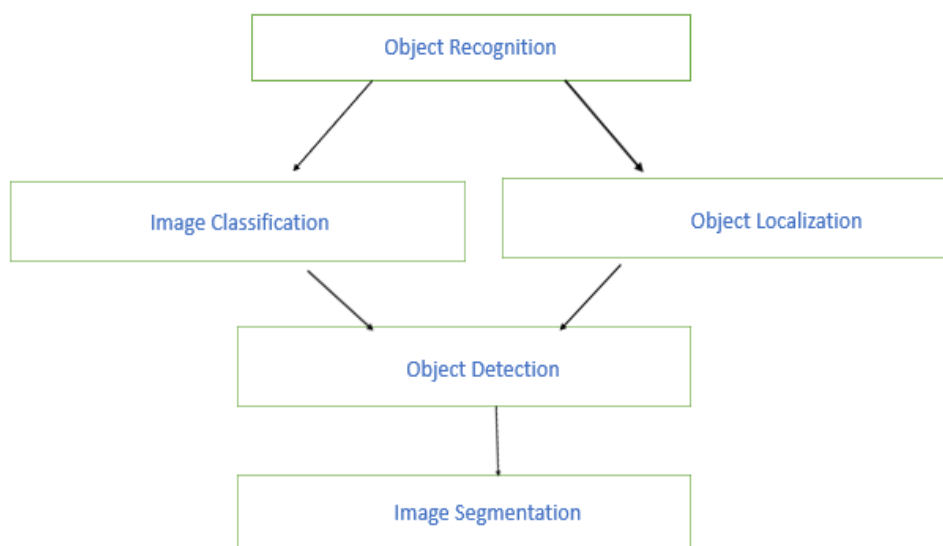 Object Recognition
Image Classification
Object Localization
Object Detection
Image Segmentation